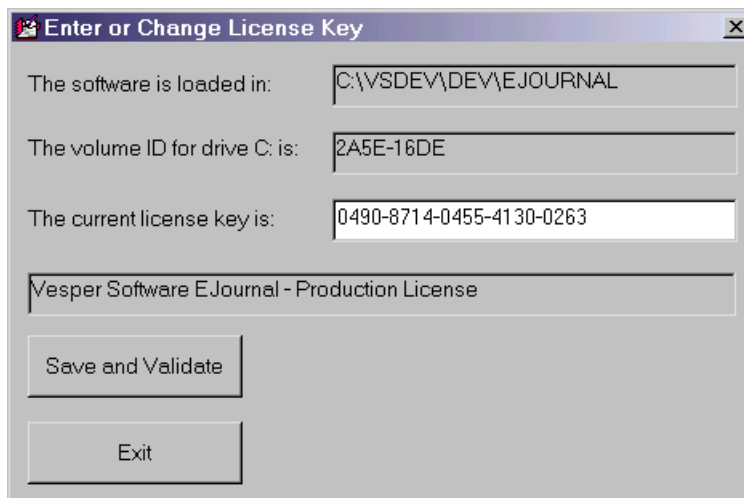 Enter or Change License Key
The software is loaded in: C:\VSDEV\DEV\EJOURNAL
The volume ID for drive C: is: 2A5E-16DE
The current license key is: 0490-8714-0455-4130-0263
Vesper Software EJournal - Production License
Save and Validate
Exit